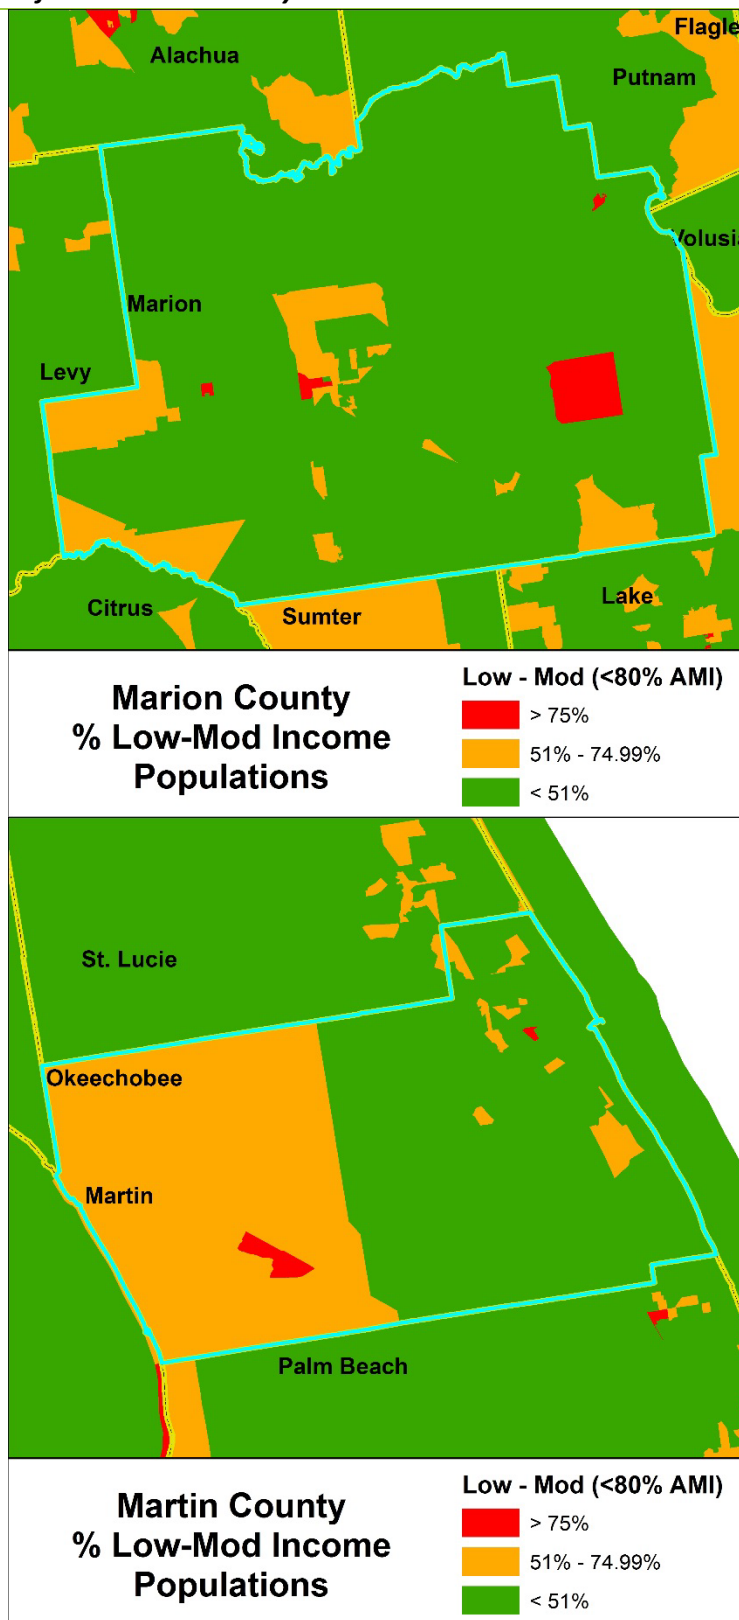 Alachua
Flagle
Putnam
Volusia
Marion
Levy
Citrus
Sumter
Lake
Marion County
% Low-Mod Income
Populations
Low - Mod (<80% AMI)
> 75%
51% - 74.99%
< 51%
St. Lucie
Okeechobee
Martin
Palm Beach
Martin County
% Low-Mod Income
Populations
Low - Mod (<80% AMI)
> 75%
51% - 74.99%
< 51%